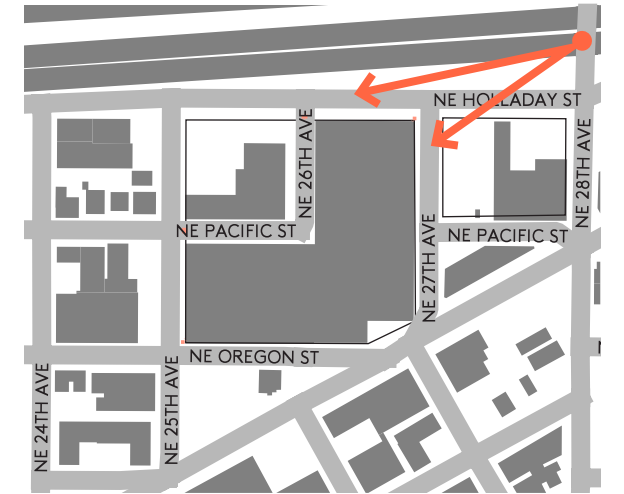 NE HOLLADAY ST
NE 26TH AVE
NE 28TH AVE
NE PACIFIC ST
NE PACIFIC ST
NE 27TH AVE
NE OREGON ST
NE 24TH AVE
NE 25TH AVE